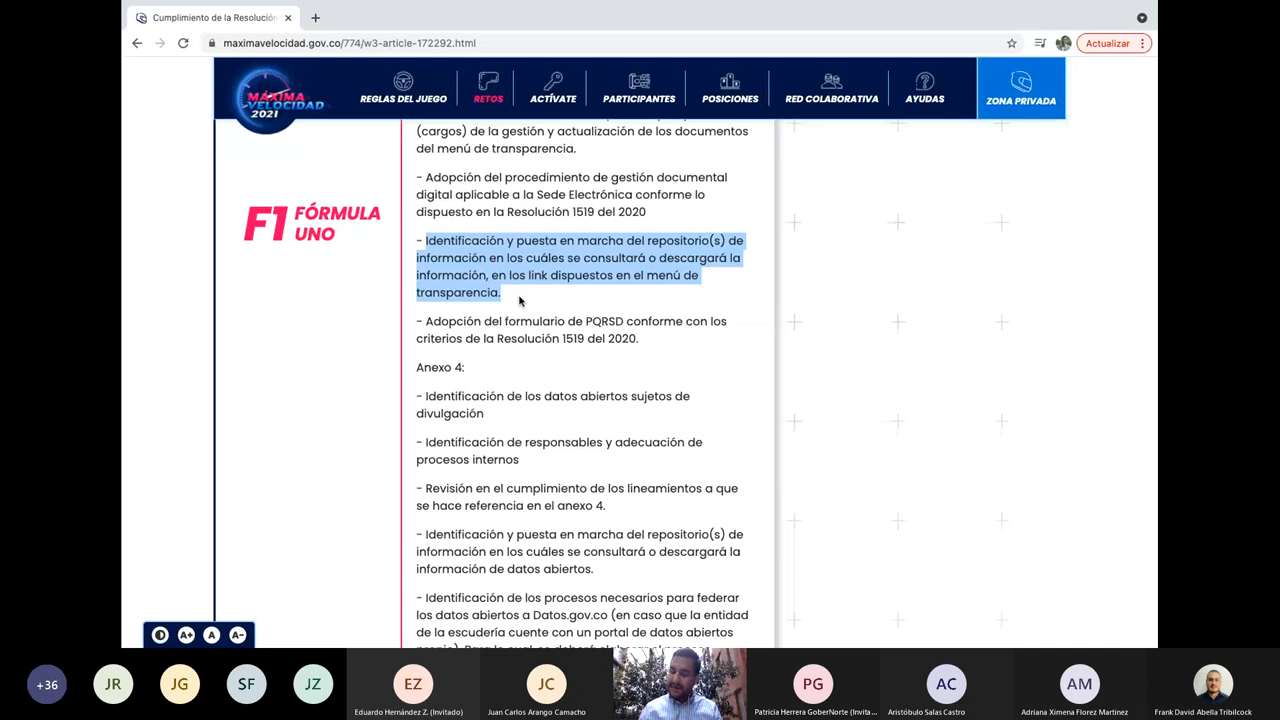 Cumplimiento de la Resolución
maximavelocidad.gov.co/774/w3-article-172292.html
Actualizar
MÁXIMA
VELOCIDAD
2021
REGLAS DEL JUEGO
RETOS
ACTÍVATE
PARTICIPANTES
POSICIONES
RED COLABORATIVA
AYUDAS
ZONA PRIVADA
(cargos) de la gestión y actualización de los documentos
del menú de transparencia.
- Adopción del procedimiento de gestión documental
digital aplicable a la Sede Electrónica conforme lo
dispuesto en la Resolución 1519 del 2020
F1 FÓRMULA
UNO
- Identificación y puesta en marcha del repositorio(s) de
información en los cuáles se consultará o descargará la
información, en los link dispuestos en el menú de
transparencia.
- Adopción del formulario de PQRSD conforme con los
criterios de la Resolución 1519 del 2020.
Anexo 4:
- Identificación de los datos abiertos sujetos de
divulgación
- Identificación de responsables y adecuación de
procesos internos
- Revisión en el cumplimiento de los lineamientos a que
se hace referencia en el anexo 4.
- Identificación y puesta en marcha del repositorio(s) de
información en los cuáles se consultará o descargará la
información de datos abiertos.
- Identificación de los procesos necesarios para federar
los datos abiertos a Datos.gov.co (en caso que la entidad
de la escudería cuente con un portal de datos abiertos
A+ A A-
+36
JR
JG
SF
JZ
EZ
Eduardo Hernández Z. (Invitado)
JC
Juan Carlos Arango Camacho
PG
Patricia Herrera GoberNorte (Invita...
AC
Aristóbulo Salas Castro
AM
Adriana Ximena Florez Martinez
Frank David Abella Tribilcock